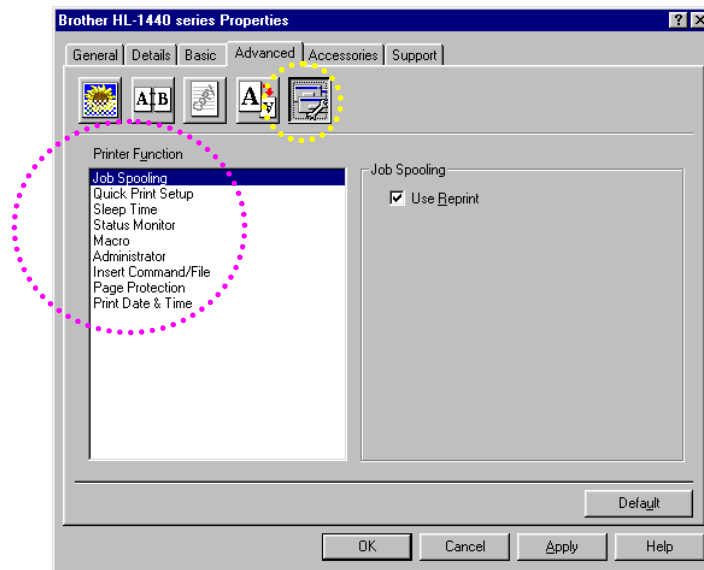 Brother HL-1440 series Properties
General Details Basic Advanced Accessories Support
A B Copy A A
Printer Function
Job Spooling
Quick Print Setup
Sleep Time
Status Monitor
Macro
Administrator
Insert Command/File
Page Protection
Print Date & Time
Job Spooling
Use Reprint
Default
OK Cancel Apply Help